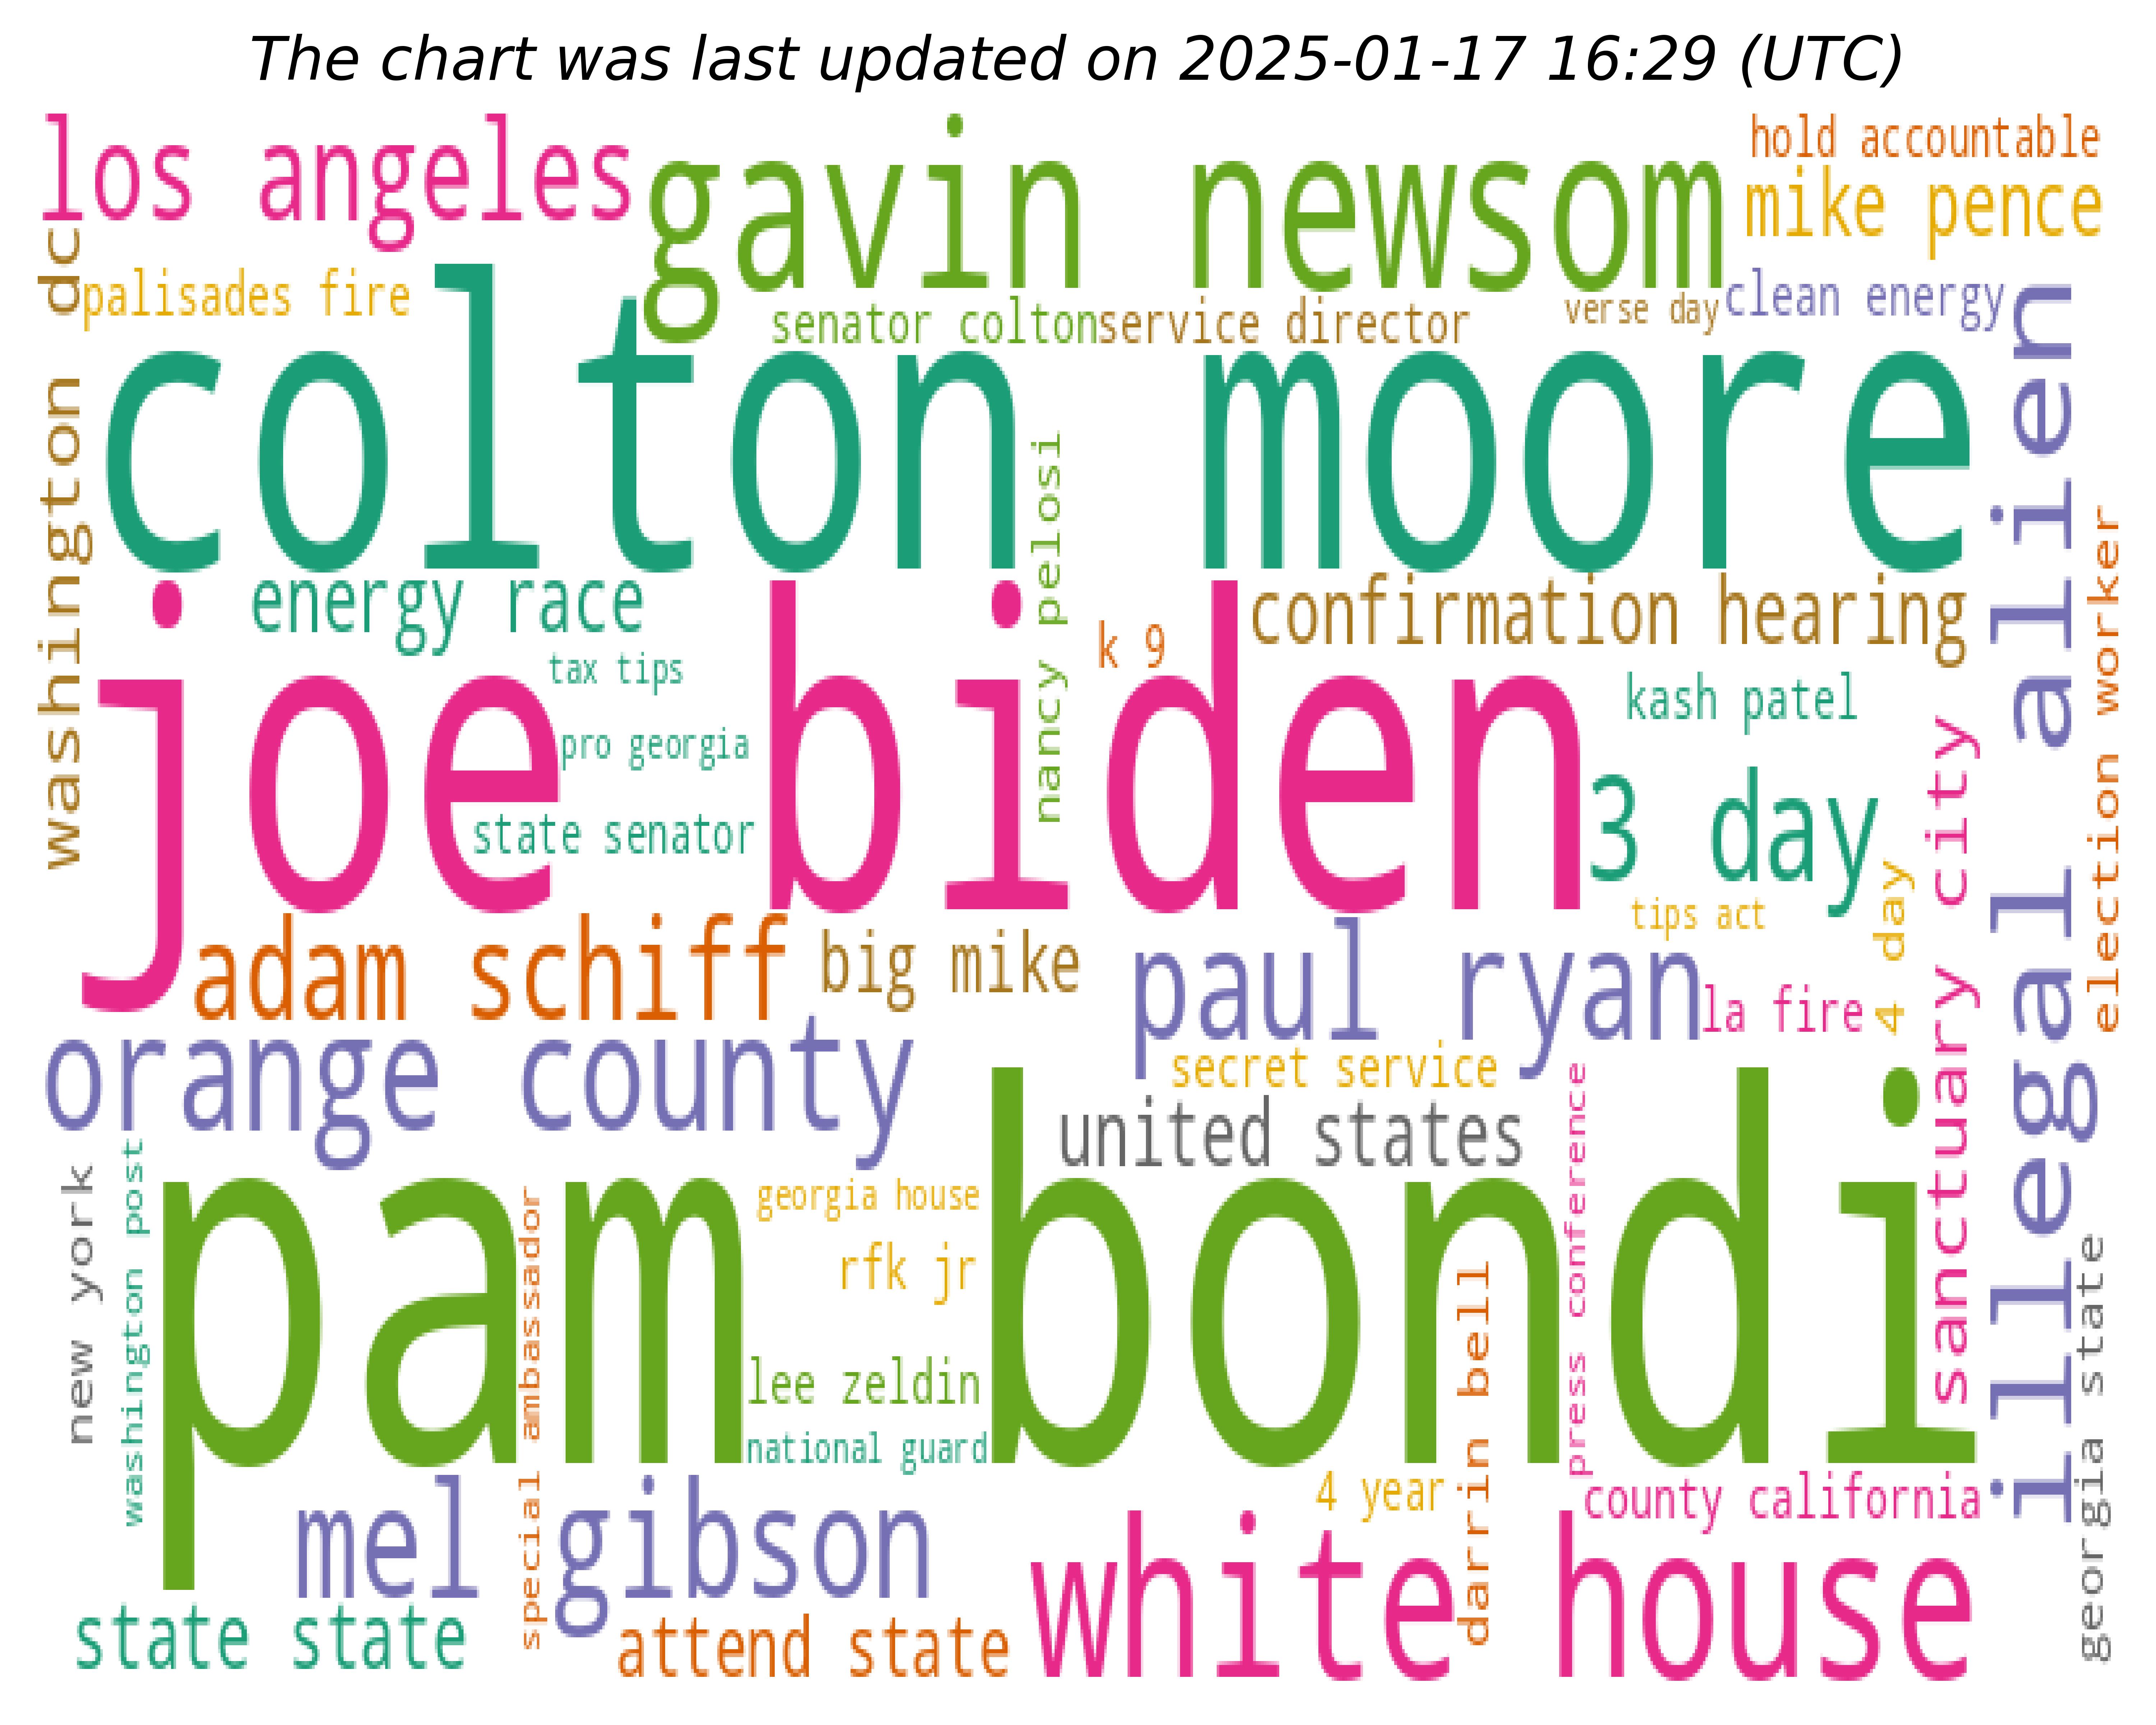 The chart was last updated on 2025-01-17 16:29 (UTC)
los angeles
gavin newsom
hold accountable
mike pence
washington dc
palisades fire
senator colton
service director
verse day
clean energy
colton moore
illegal alien
nancy pelosi
election worker
energy race
confirmation hearing
k 9
tax tips
kash patel
joe biden
pro georgia
state senator
3 day
sanctuary city
4 day
tips act
adam schiff
big mike
paul ryan
la fire
orange county
secret service
united states
press conference
new york
washington post
pam bondi
special ambassador
georgia house
rfk jr
darrin bell
georgia state
lee zeldin
national guard
mel gibson
4 year
county california
white house
state state
attend state